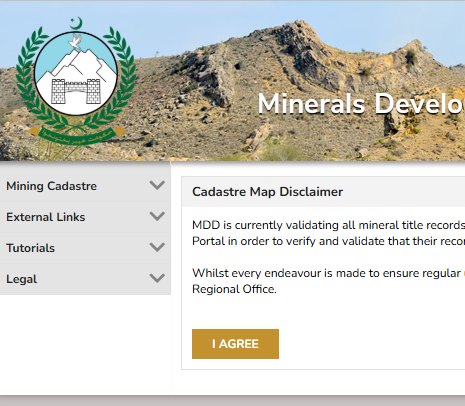 Minerals Develo
Mining Cadastre
External Links
Tutorials
Legal
Cadastre Map Disclaimer
MDD is currently validating all mineral title records
Portal in order to verify and validate that their recor
Whilst every endeavour is made to ensure regular
Regional Office.
I AGREE